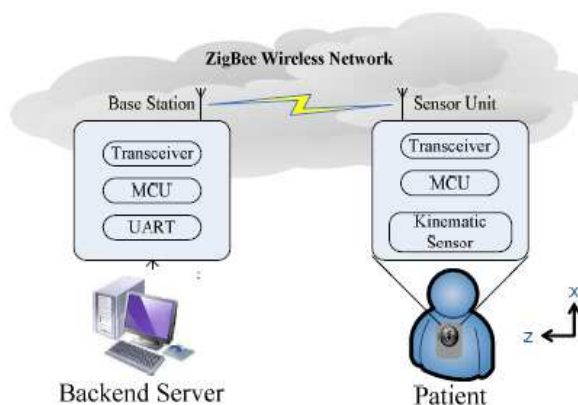 ZigBee Wireless Network
Base Station
Sensor Unit
Transceiver
MCU
UART
Transceiver
MCU
Kinematic
Sensor
:
X
Z
Backend Server
Patient